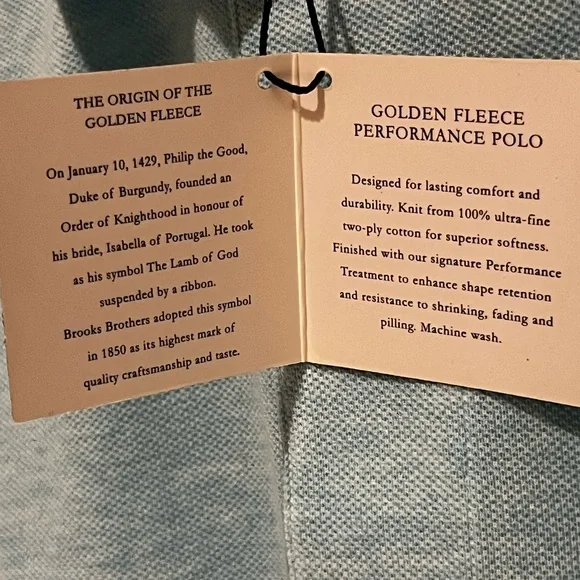 THE ORIGIN OF THE
GOLDEN FLEECE
On January 10, 1429, Philip the Good,
Duke of Burgundy, founded an
Order of Knighthood in honour of
his bride, Isabella of Portugal. He took
as his symbol The Lamb of God
suspended by a ribbon.
Brooks Brothers adopted this symbol
in 1850 as its highest mark of
quality craftsmanship and taste.
GOLDEN FLEECE
PERFORMANCE POLO
Designed for lasting comfort and
durability. Knit from 100% ultra-fine
two-ply cotton for superior softness.
Finished with our signature Performance
Treatment to enhance shape retention
and resistance to shrinking, fading and
pilling. Machine wash.